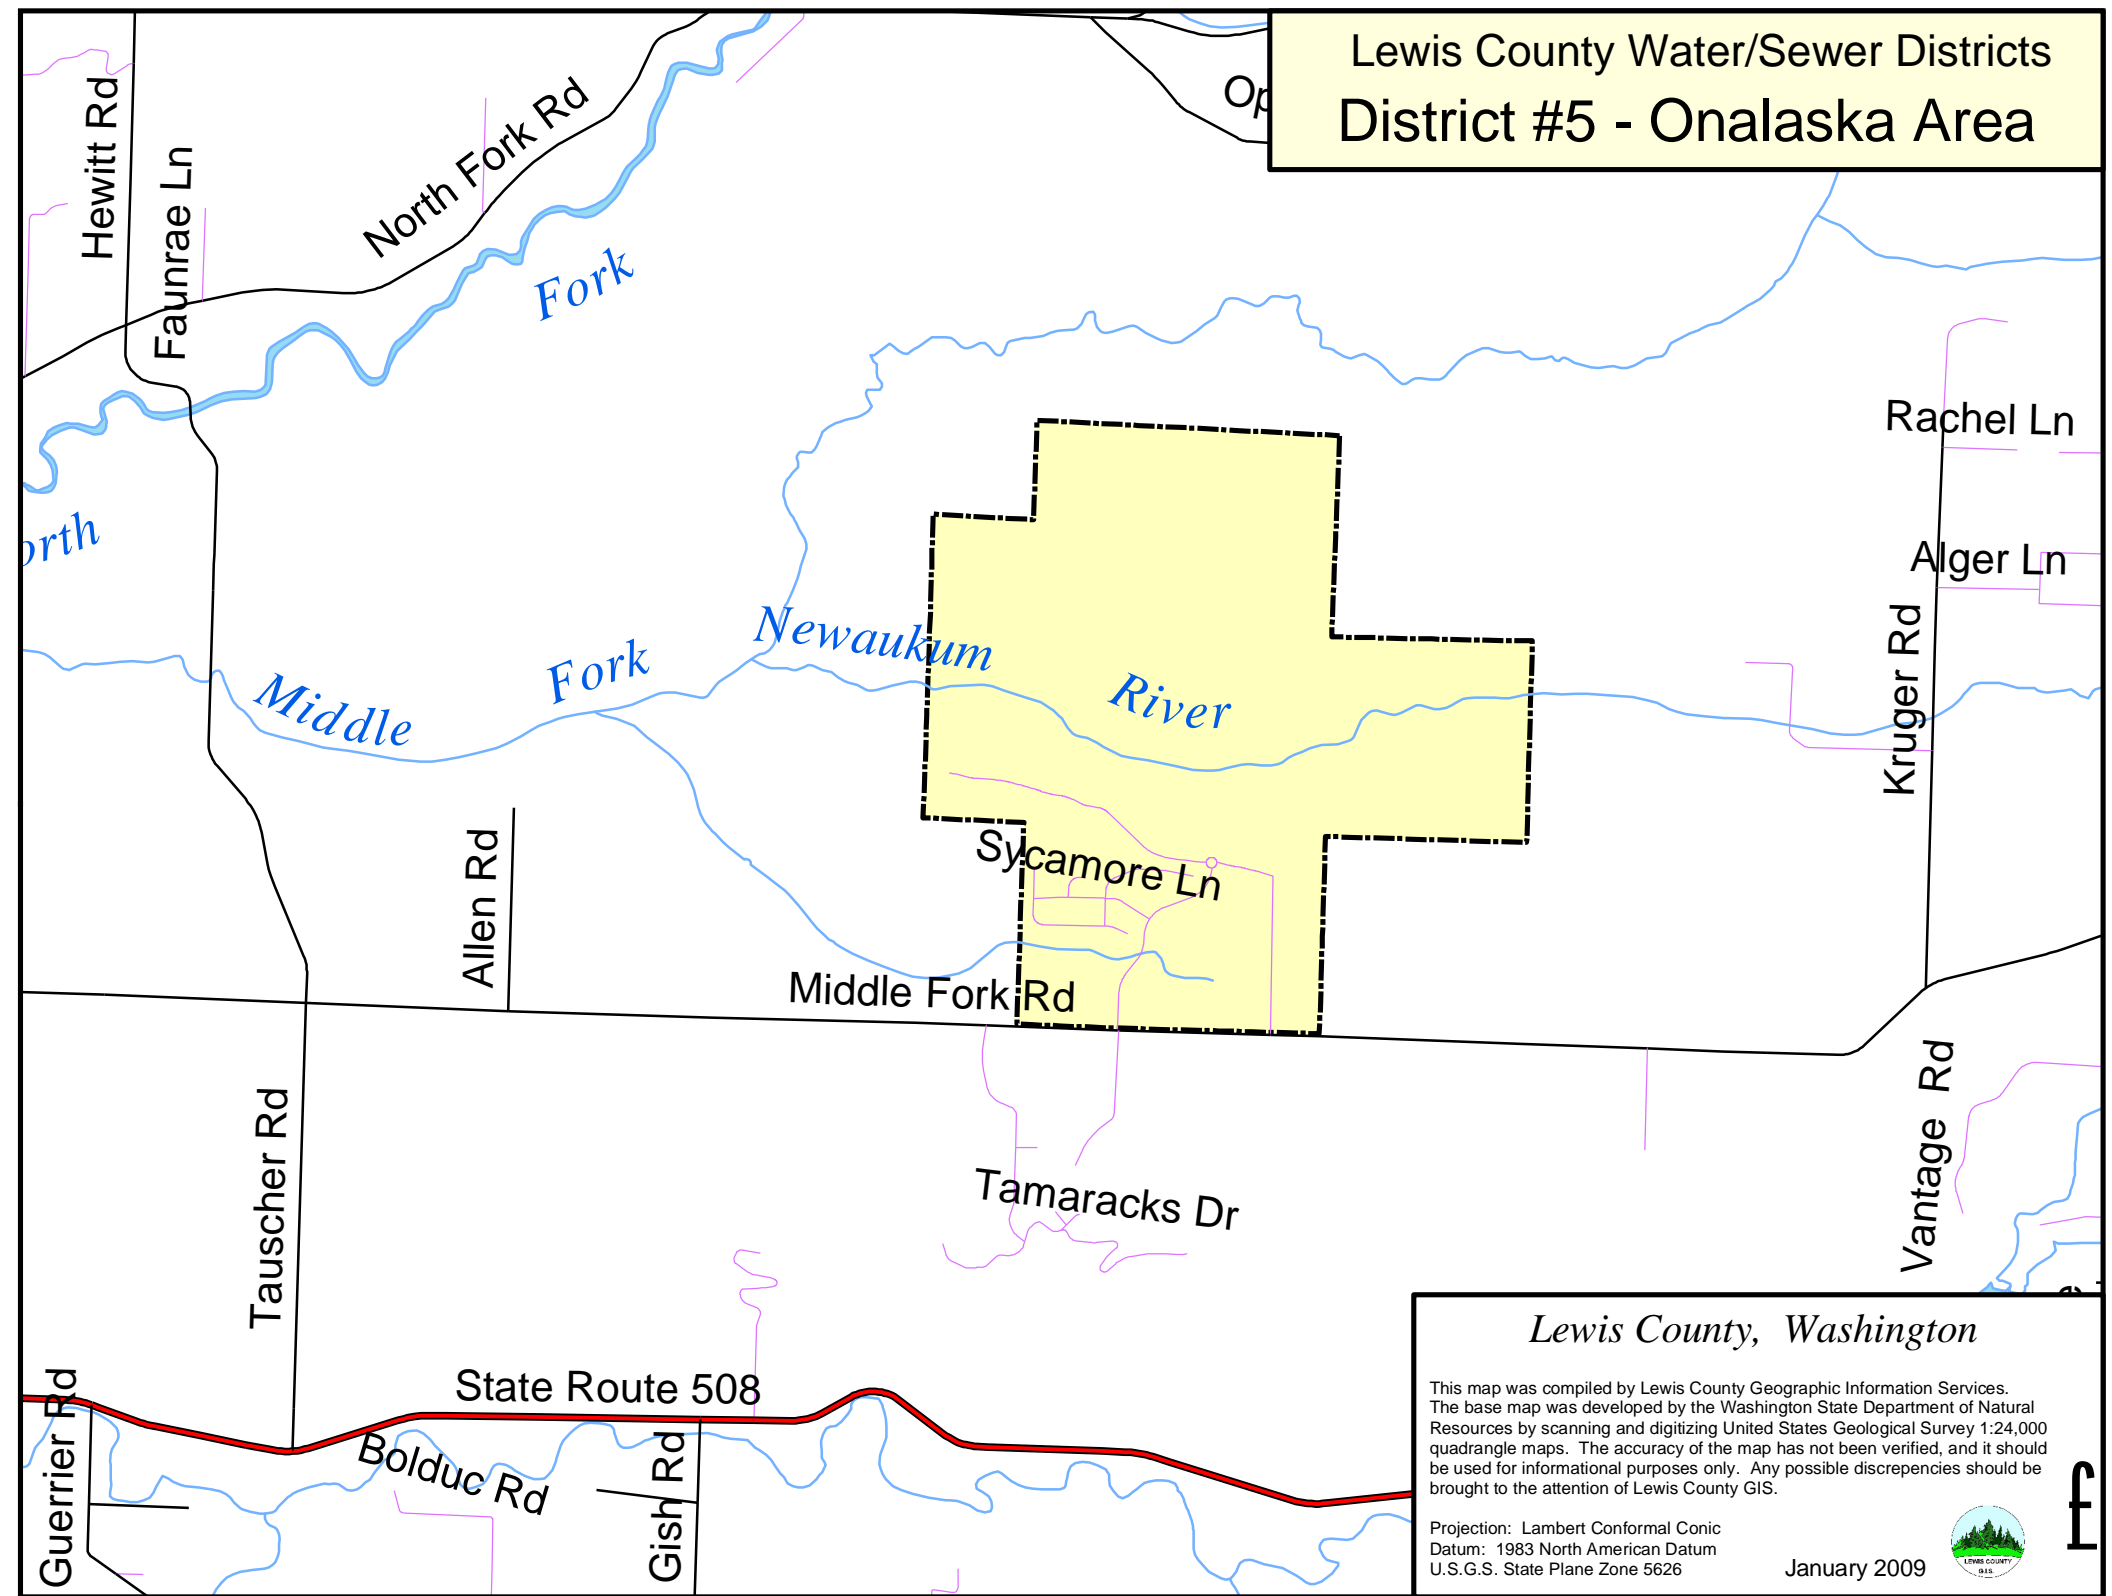 Lewis County Water/Sewer Districts
District #5 - Onalaska Area
Op
Hewitt Rd
Faunrae Ln
North Fork Rd
Fork
orth
Rachel Ln
Alger Ln
Kruger Rd
Newaukum
River
Fork
Middle
Sycamore Ln
Allen Rd
Middle Fork Rd
Tauscher Rd
Tamaracks Dr
Vantage Rd
e
State Route 508
Guerrier Rd
Bolduc Rd
Gish Rd
Lewis County, Washington
This map was compiled by Lewis County Geographic Information Services.
The base map was developed by the Washington State Department of Natural
Resources by scanning and digitizing United States Geological Survey 1:24,000
quadrangle maps. The accuracy of the map has not been verified, and it should
be used for informational purposes only. Any possible discrepencies should be
brought to the attention of Lewis County GIS.
Projection: Lambert Conformal Conic
Datum: 1983 North American Datum
U.S.G.S. State Plane Zone 5626
January 2009
LEWIS COUNTY
G.I.S.
£